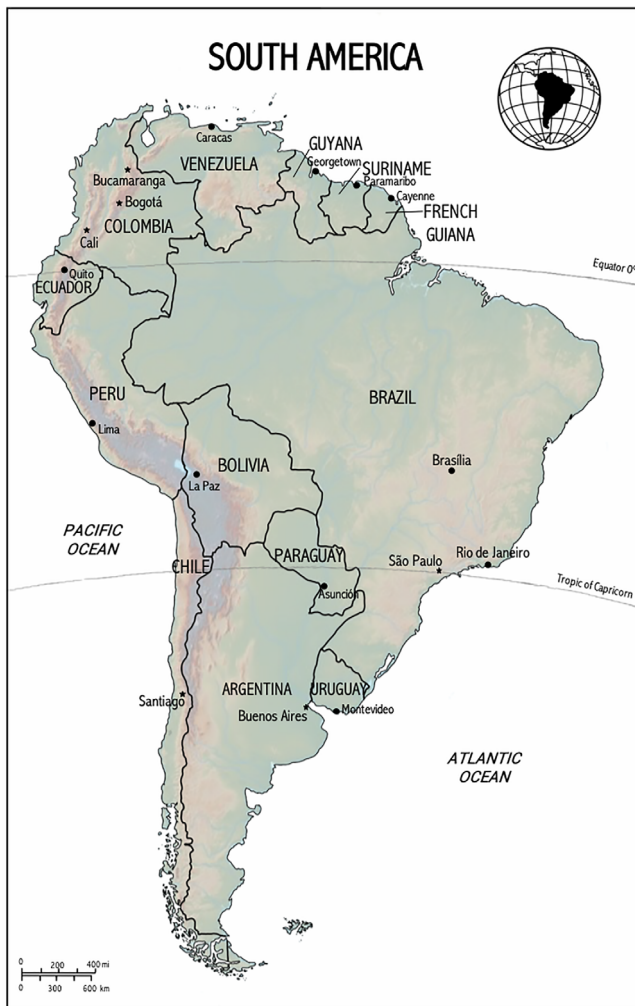 SOUTH AMERICA
Caracas
VENEZUELA
GUYANA
Georgetown
SURINAME
Paramaribo
Cayenne
FRENCH
GUIANA
Bucamaranga
Bogotá
COLOMBIA
Cali
Equator 0°
Quito
ECUADOR
PERU
Lima
BRAZIL
BOLIVIA
La Paz
Brasília
PACIFIC
OCEAN
CHILE
PARAGUAY
Asunción
São Paulo
Rio de Janeiro
Tropic of Capricorn
Santiago
ARGENTINA
URUGUAY
Buenos Aires
Montevideo
ATLANTIC
OCEAN
0 200 400 mi
0 300 600 km